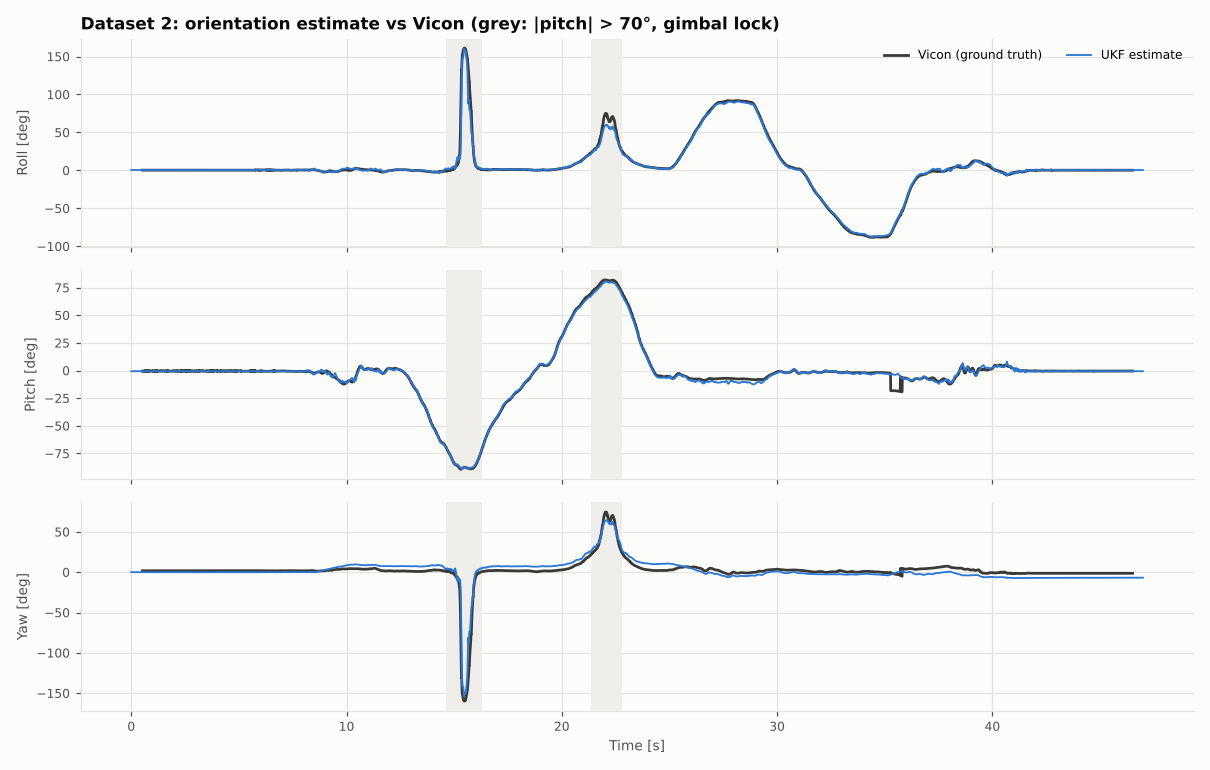 Dataset 2: orientation estimate vs Vicon (grey: |pitch| > 70°, gimbal lock)
Vicon (ground truth) UKF estimate
Roll [deg]
150
100
50
0
−50
−100
Pitch [deg]
75
50
25
0
−25
−50
−75
Yaw [deg]
50
0
−50
−100
−150
0 10 20 30 40
Time [s]